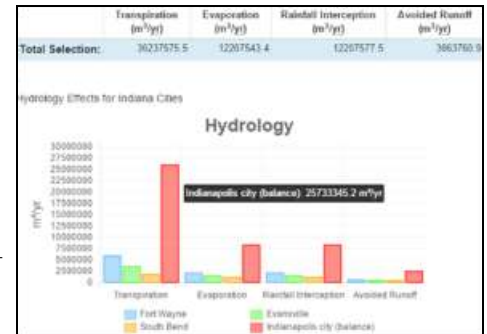 Transpiration (m³/yr) Evaporation (m³/yr) Rainfall Interception (m³/yr) Avoided Runoff (m³/yr)
Total Selection: 36237575.5 12207543.4 12207577.5 3663760.9
Hydrology Effects for Indiana Cities
Hydrology
m³/yr
30000000
27500000
25000000
22500000
20000000
17500000
15000000
12500000
10000000
7500000
5000000
2500000
0
Indianapolis city (balance) 25733345.2 m³/yr
Transpiration Evaporation Rainfall Interception Avoided Runoff
Fort Wayne Evansville
South Bend Indianapolis city (balance)